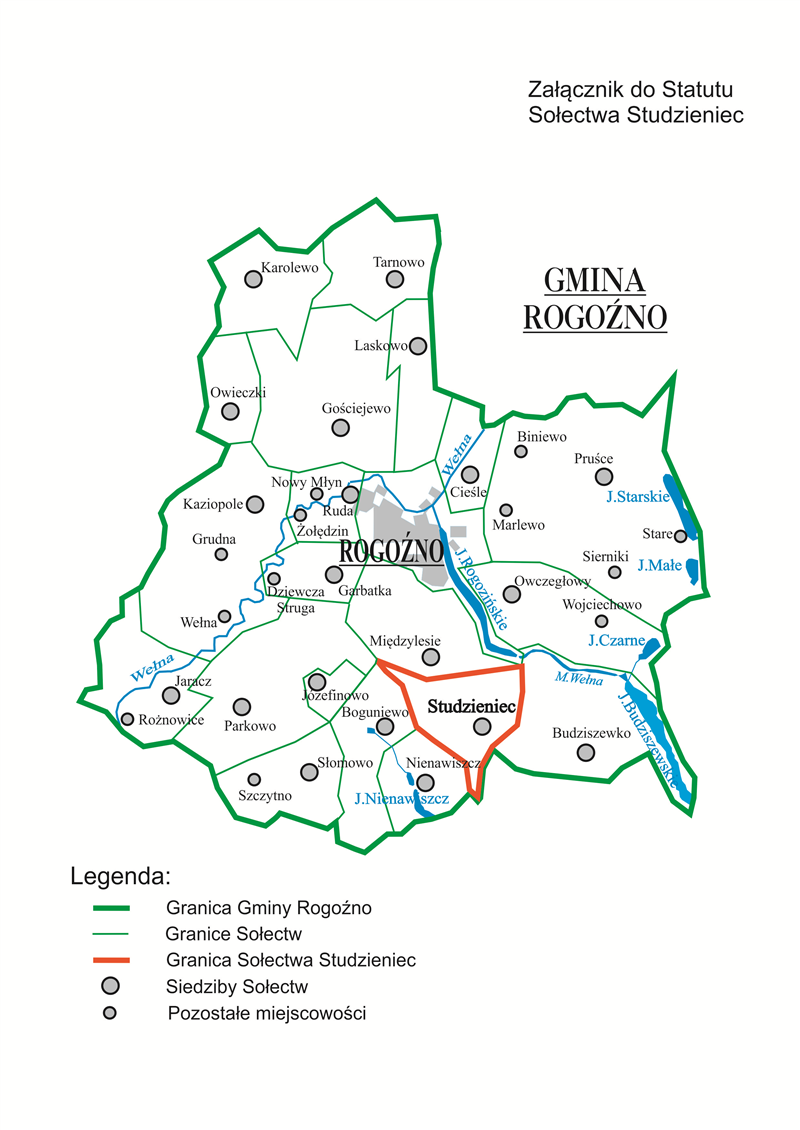 Załącznik do Statutu
Sołectwa Studzieniec
GMINA
ROGOŹNO
Karolewo
Tarnowo
Laskowo
Owieczki
Gościejewo
Biniewo
Wełna
Pruśce
Nowy Młyn
Cieśle
J.Starskie
Kaziopole
Ruda
Marlewo
Żołędzin
Stare
Grudna
ROGOŹNO
Sierniki
J.Małe
J.Rogozińskie
Owczegłowy
Dziewcza
Struga
Garbatka
Wojciechowo
Wełna
Międzylesie
J.Czarne
Wełna
M.Wełna
Jaracz
Józefinowo
Studzieniec
J.Budziszewskie
Rożnowice
Parkowo
Boguniewo
Budziszewko
Słomowo
Nienawiszcz
Szczytno
J.Nienawiszcz
Legenda:
Granica Gminy Rogoźno
Granice Sołectw
Granica Sołectwa Studzieniec
Siedziby Sołectw
Pozostałe miejscowości